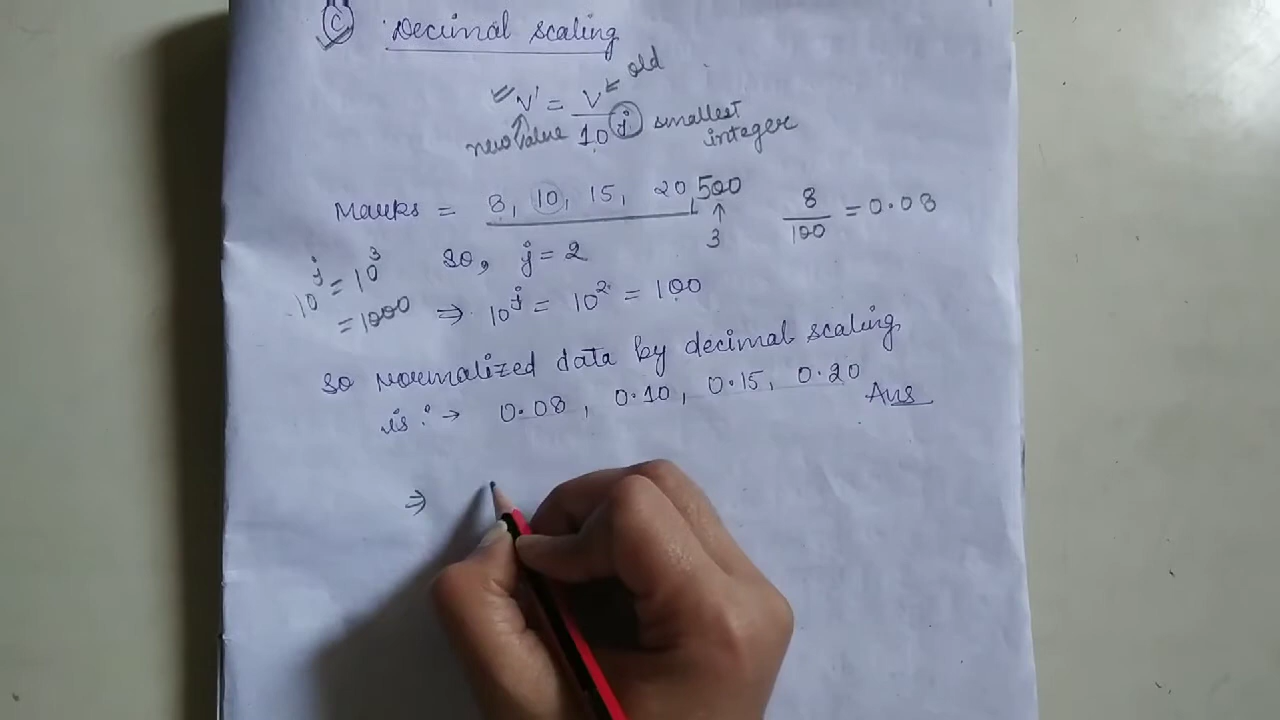 C Decimal scaling
old
V' = V / 10^j smallest integer
new value
Marks = 8, 10, 15, 20, 500
3
8/100 = 0.08
so, j = 2
10^j = 10^3
= 1000
⇒ 10^j = 10^2 = 100
so Normalized data by decimal scaling
is :→ 0.08 , 0.10 , 0.15, 0.20 Ans
⇒